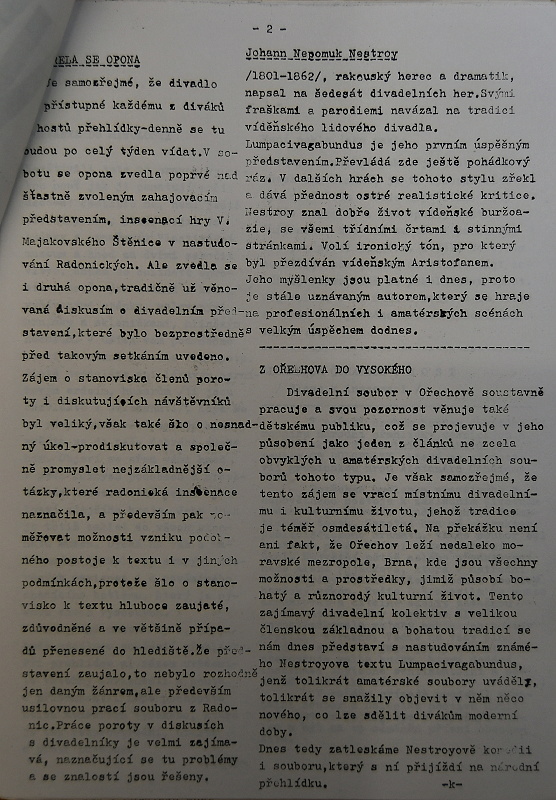 - 2 -
RELA SE OPONA
je samozřejmé, že divadlo
přístupné každému z diváků
hostů přehlídky-denně se tu
budou po celý týden vídat.V so-
botu se opona zvedla poprvé nad
šťastně zvoleným zahajovacím
představením, inscenací hry V.
Majakovského Štěnice v nastudo-
vání Radonických. Ale zvedla se
i druhá opona,tradičně už věno-
vaná diskusím o divadelním před-
stavení,které bylo bezprostředně
před takovým setkáním uvedeno.
Zájem o stanoviska členů poro-
ty i diskutujících návštěvníků
byl veliký,však také šlo o nesnad-
ný úkol-prodiskutovat a společ-
ně promyslet nejzákladnější o-
tázky,které radonická inscenace
naznačila, a především pak
měřovat možnosti vzniku podob-
ného postoje k textu i v jiných
podmínkách,protože šlo o stano-
visko k textu hluboce zaujaté,
zdůvodněné a ve většině přípa-
dů přenesené do hlediště.Že před-
stavení zaujalo,to nebylo rozhodně
jen daným žánrem,ale především
usilovnou prací souboru z Rado-
nic.Práce poroty v diskusích
s divadelníky je velmi zajíma-
vá, naznačující se tu problémy
a se znalostí jsou řešeny.
Johann Nepomuk Nestroy
/1801-1862/, rakouský herec a dramatik,
napsal na šedesát divadelních her.Svými
fraškami a parodiemi navázal na tradici
vídeňského lidového divadla.
Lumpacivagabundus je jeho prvním úspěšným
představením.Převládá zde ještě pohádkový
ráz. V dalších hrách se tohoto stylu zřekl
a dává přednost ostré realistické kritice.
Nestroy znal dobře život vídeňské buržoa-
zie, se všemi třídními črtami i stinnými
stránkami. Volí ironický tón, pro který
byl přezdíván vídeňským Aristofanem.
Jeho myšlenky jsou platné i dnes, proto
je stále uznávaným autorem,který se hraje
na profesionálních i amatérských scénách
s velkým úspěchem dodnes.
Z OŘECHOVA DO VYSOKÉHO
Divadelní soubor v Ořechově soustavně
pracuje a svou pozornost věnuje také
dětskému publiku, což se projevuje v jeho
působení jako jeden z článků ne zcela
obvyklých u amatérských divadelních sou-
borů tohoto typu. Je však samozřejmé, že
tento zájem se vrací místnímu divadelní-
mu i kulturnímu životu, jehož tradice
je téměř osmdesátiletá. Na překážku není
ani fakt, že Ořechov leží nedaleko mo-
ravské mezropole, Brna, kde jsou všechny
možnosti a prostředky, jimiž působí bo-
hatý a různorodý kulturní život. Tento
zajímavý divadelní kolektiv s velikou
členskou základnou a bohatou tradicí se
nám dnes představí s nastudováním známé-
ho Nestroyova textu Lumpacivagabundus,
jenž tolikrát amatérské soubory uváděly,
tolikrát se snažily objevit v něm něco
nového, co lze sdělit divákům moderní
doby.
Dnes tedy zatleskáme Nestroyově komedii
i souboru,který s ní přijíždí na národní
přehlídku. -k-